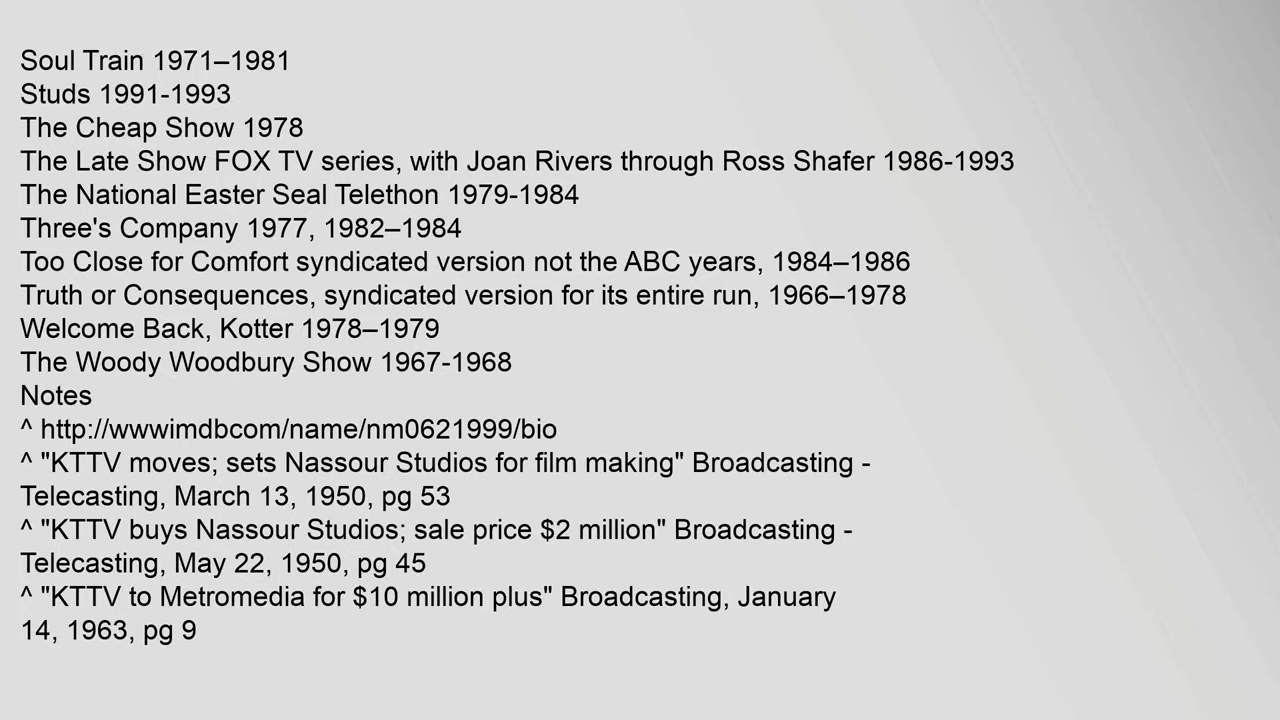 Soul Train 1971–1981
Studs 1991-1993
The Cheap Show 1978
The Late Show FOX TV series, with Joan Rivers through Ross Shafer 1986-1993
The National Easter Seal Telethon 1979-1984
Three's Company 1977, 1982–1984
Too Close for Comfort syndicated version not the ABC years, 1984–1986
Truth or Consequences, syndicated version for its entire run, 1966–1978
Welcome Back, Kotter 1978–1979
The Woody Woodbury Show 1967-1968
Notes
^ http://wwwimdbcom/name/nm0621999/bio
^ "KTTV moves; sets Nassour Studios for film making" Broadcasting -
Telecasting, March 13, 1950, pg 53
^ "KTTV buys Nassour Studios; sale price $2 million" Broadcasting -
Telecasting, May 22, 1950, pg 45
^ "KTTV to Metromedia for $10 million plus" Broadcasting, January
14, 1963, pg 9